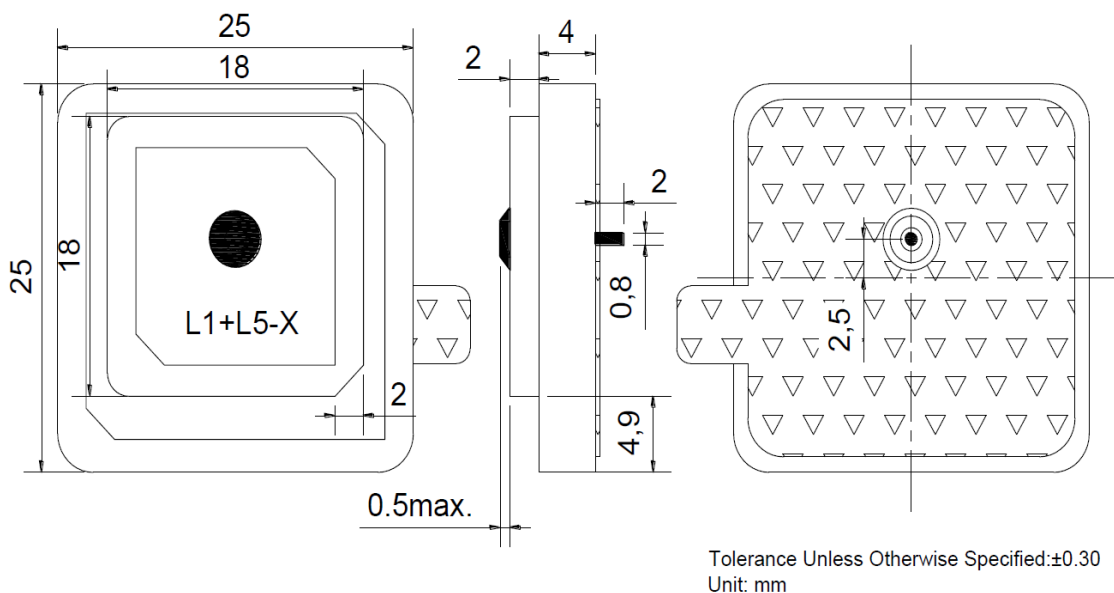 25
18
2
4
25
18
L1+L5-X
2
2
0,8
2,5
4,9
0.5max.
Tolerance Unless Otherwise Specified:±0.30
Unit: mm